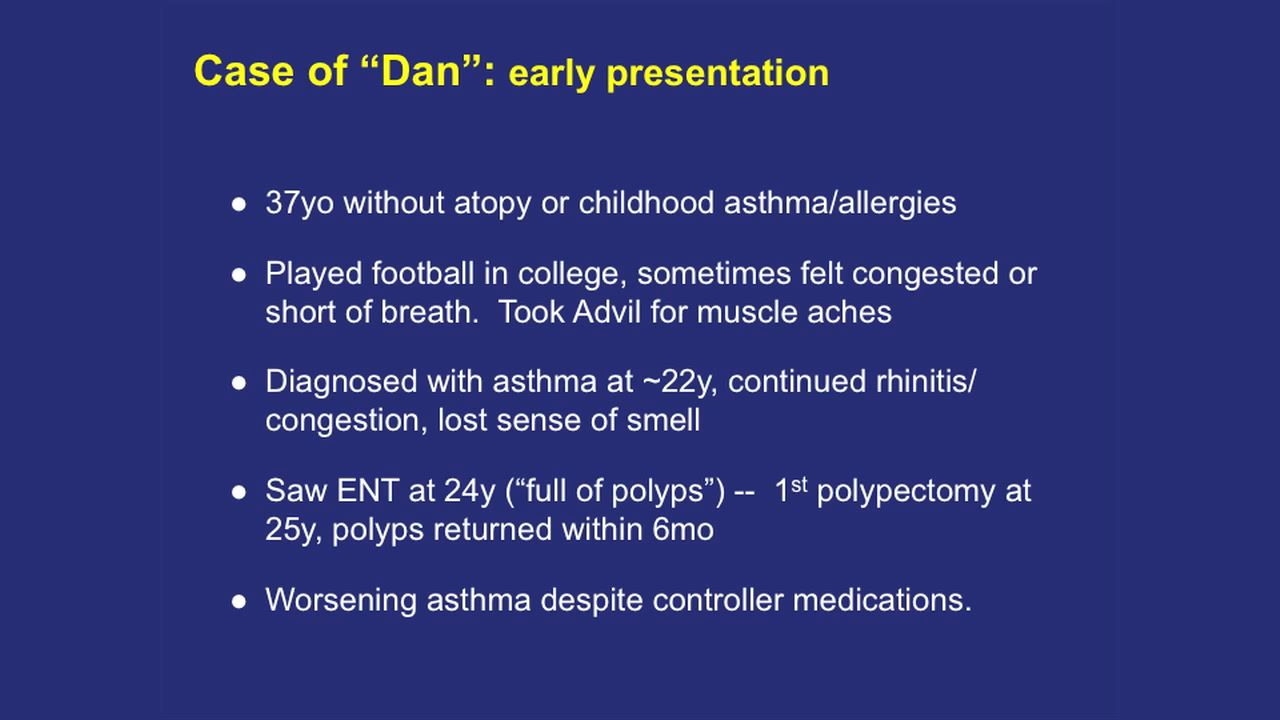 Case of “Dan”: early presentation
● 37yo without atopy or childhood asthma/allergies
● Played football in college, sometimes felt congested or
short of breath.  Took Advil for muscle aches
● Diagnosed with asthma at ~22y, continued rhinitis/
congestion, lost sense of smell
● Saw ENT at 24y (“full of polyps”) --  1st polypectomy at
25y, polyps returned within 6mo
● Worsening asthma despite controller medications.